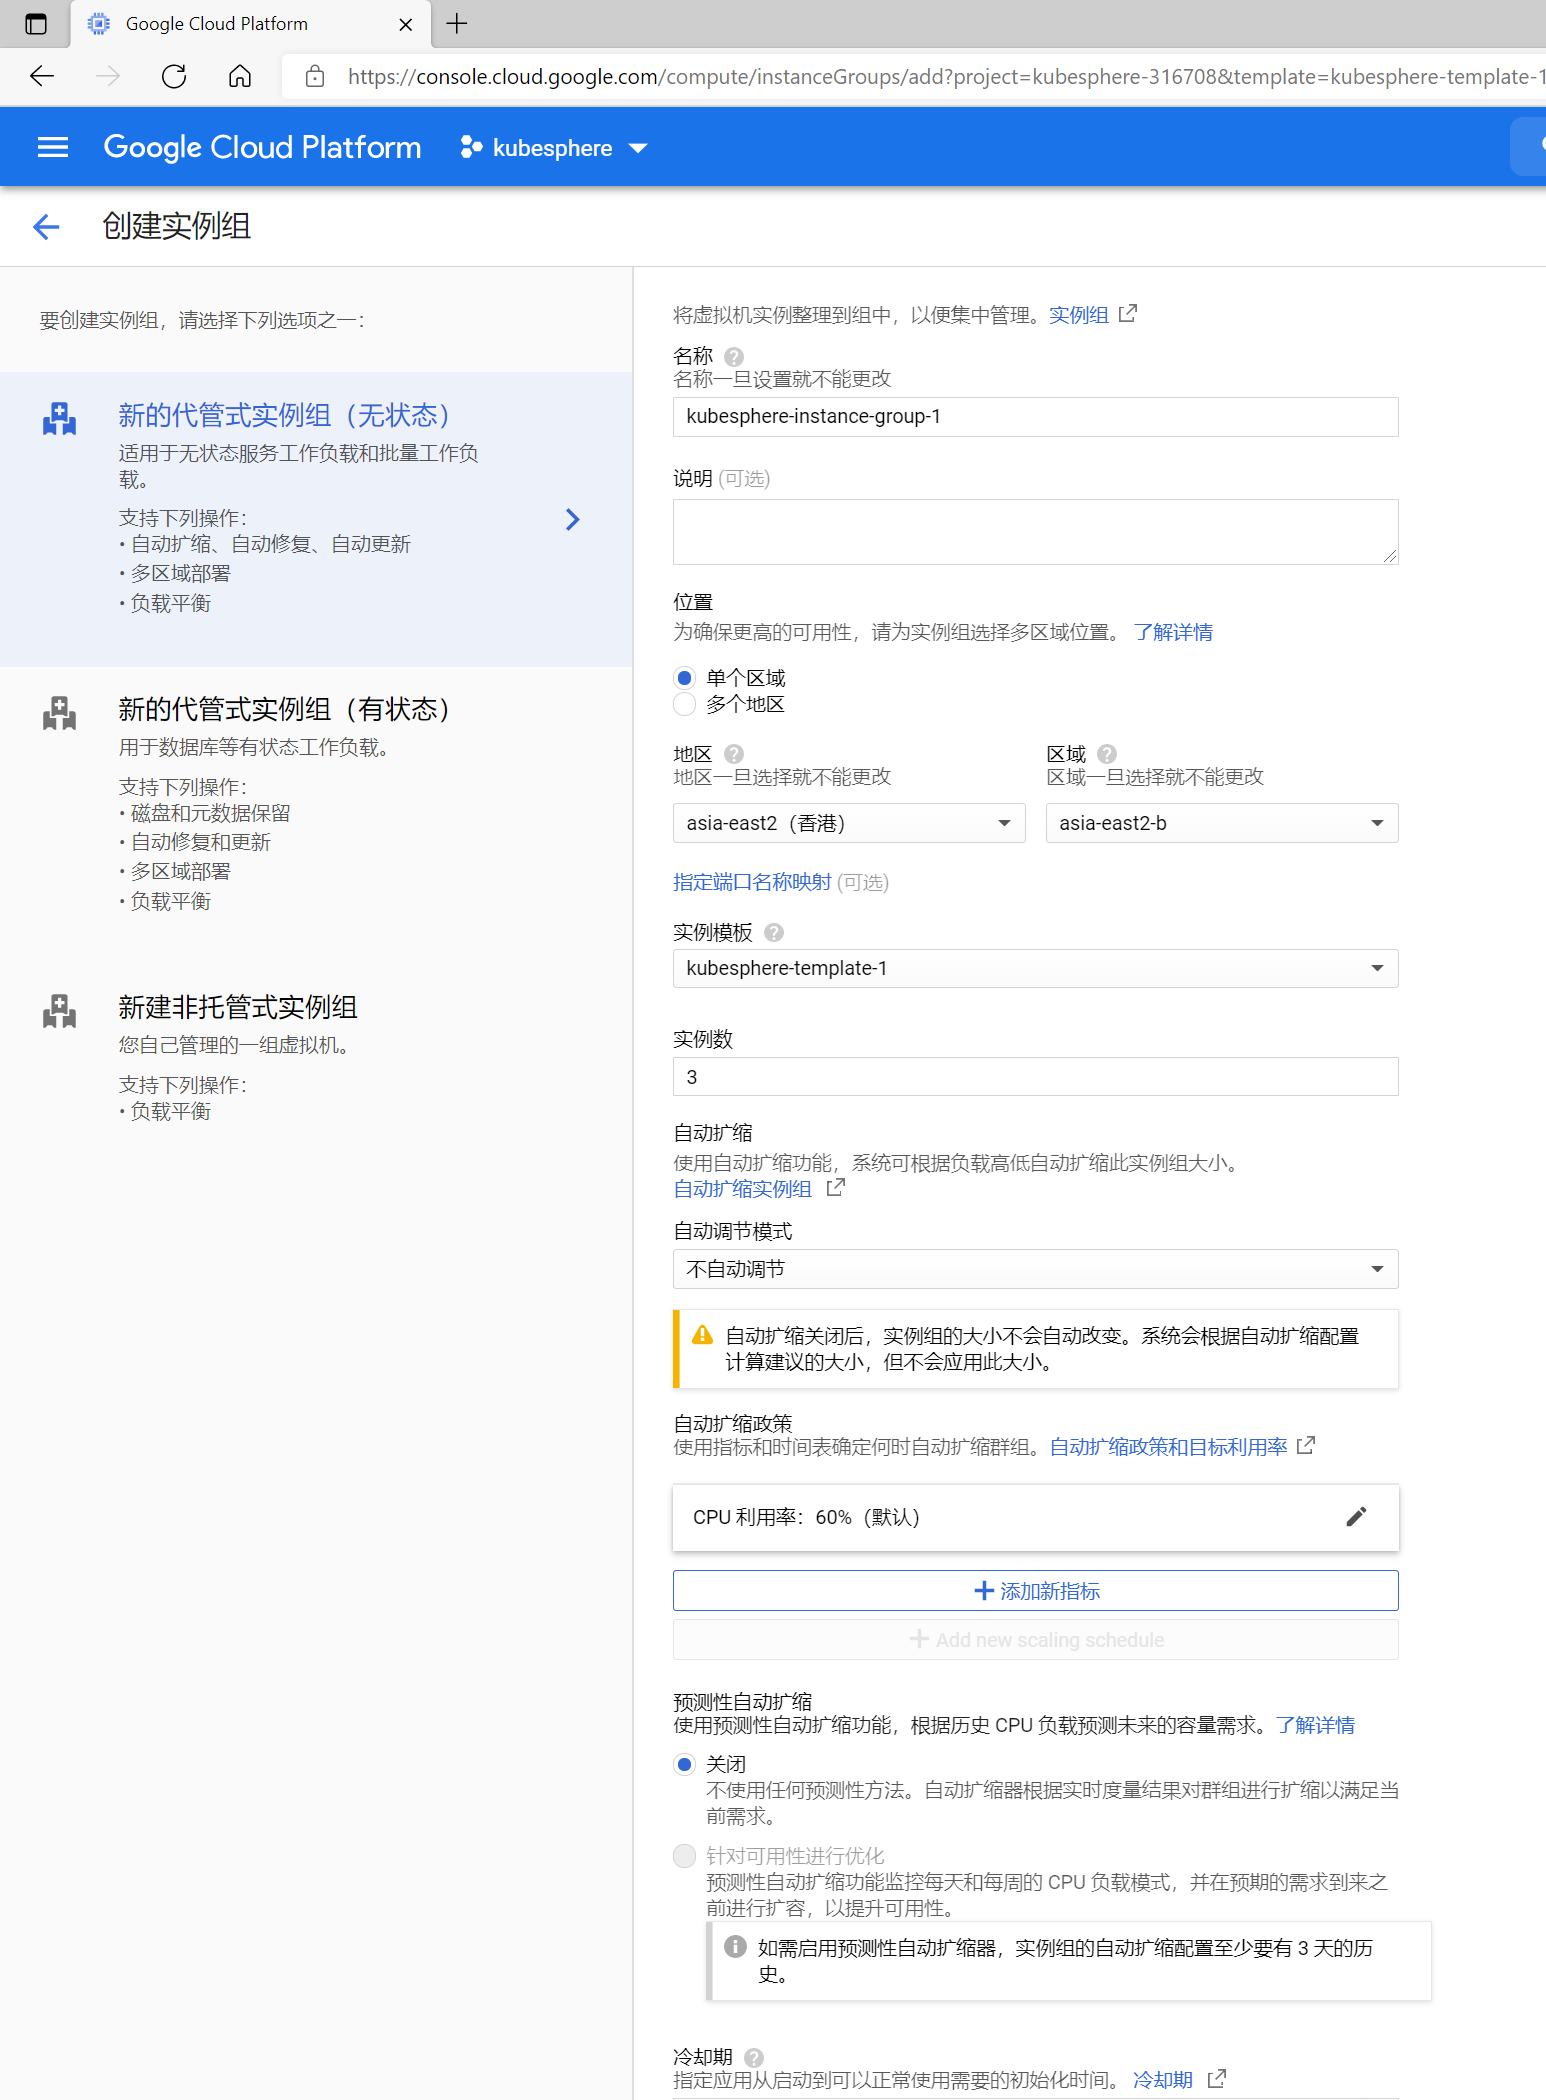 Google Cloud Platform
https://console.cloud.google.com/compute/instanceGroups/add?project=kubesphere-316708&template=kubesphere-template-1
Google Cloud Platform
kubesphere
创建实例组
要创建实例组，请选择下列选项之一：
新的代管式实例组（无状态）
适用于无状态服务工作负载和批量工作负
载。
支持下列操作：
• 自动扩缩、自动修复、自动更新
• 多区域部署
• 负载平衡
新的代管式实例组（有状态）
用于数据库等有状态工作负载。
支持下列操作：
• 磁盘和元数据保留
• 自动修复和更新
• 多区域部署
• 负载平衡
新建非托管式实例组
您自己管理的一组虚拟机。
支持下列操作：
• 负载平衡
将虚拟机实例整理到组中，以便集中管理。实例组
名称
名称一旦设置就不能更改
kubesphere-instance-group-1
说明 (可选)
位置
为确保更高的可用性，请为实例组选择多区域位置。 了解详情
单个区域
多个地区
地区 区域
地区一旦选择就不能更改 区域一旦选择就不能更改
asia-east2（香港） asia-east2-b
指定端口名称映射 (可选)
实例模板
kubesphere-template-1
实例数
3
自动扩缩
使用自动扩缩功能，系统可根据负载高低自动扩缩此实例组大小。
自动扩缩实例组
自动调节模式
不自动调节
自动扩缩关闭后，实例组的大小不会自动改变。系统会根据自动扩缩配置
计算建议的大小，但不会应用此大小。
自动扩缩政策
使用指标和时间表确定何时自动扩缩群组。自动扩缩政策和目标利用率
CPU 利用率：60%（默认）
添加新指标
Add new scaling schedule
预测性自动扩缩
使用预测性自动扩缩功能，根据历史 CPU 负载预测未来的容量需求。了解详情
关闭
不使用任何预测性方法。自动扩缩器根据实时度量结果对群组进行扩缩以满足当
前需求。
针对可用性进行优化
预测性自动扩缩功能监控每天和每周的 CPU 负载模式，并在预期的需求到来之
前进行扩容，以提升可用性。
如需启用预测性自动扩缩器，实例组的自动扩缩配置至少要有 3 天的历
史。
冷却期
指定应用从启动到可以正常使用需要的初始化时间。 冷却期